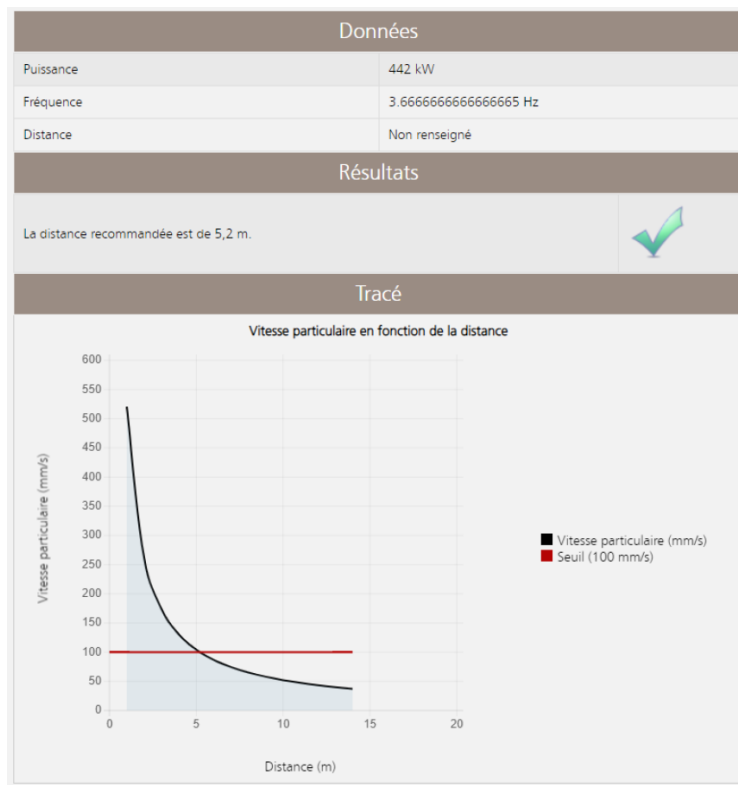 Données
Puissance 442 kW
Fréquence 3.6666666666666665 Hz
Distance Non renseigné
Résultats
La distance recommandée est de 5,2 m.
Tracé
Vitesse particulaire en fonction de la distance
600
550
500
450
400
350
300
250
200
150
100
50
0
Vitesse particulaire (mm/s)
0 5 10 15 20
Distance (m)
Vitesse particulaire (mm/s)
Seuil (100 mm/s)